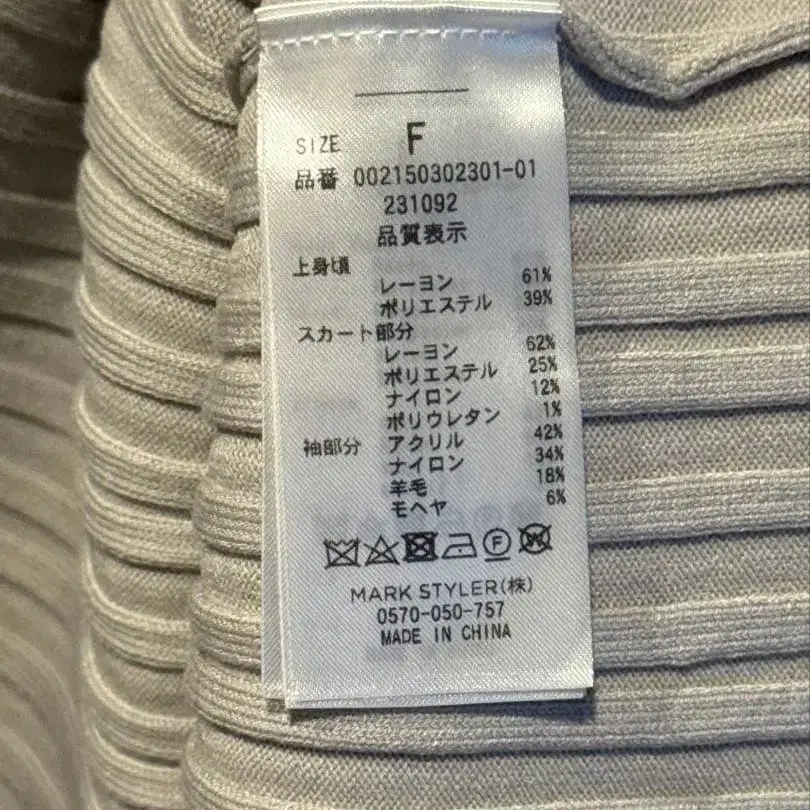 SIZE F
品番 002150302301-01
231092
品質表示
上身頃
レーヨン 61%
ポリエステル 39%
スカート部分
レーヨン 62%
ポリエステル 25%
ナイロン 12%
ポリウレタン 1%
袖部分 アクリル 42%
ナイロン 34%
羊毛 18%
モヘヤ 6%
F W
MARK STYLER(株)
0570-050-757
MADE IN CHINA